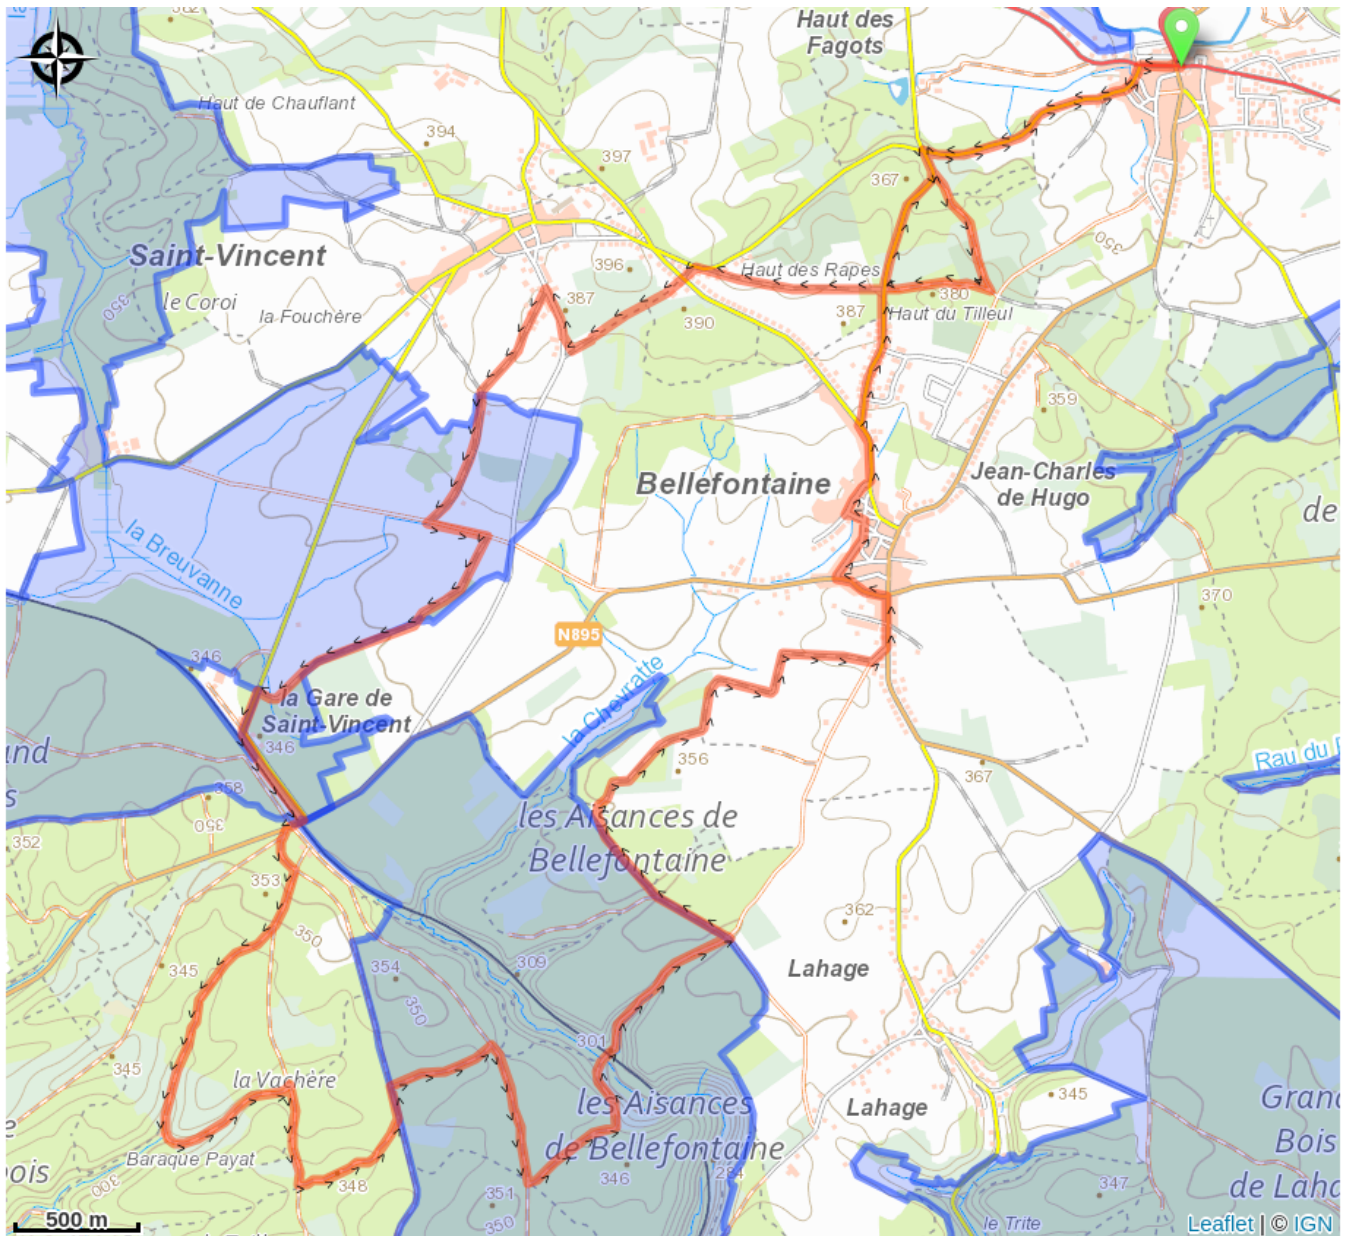 362
Haut des
Fagots
Haut de Chauflant
394
397
367
350
Saint-Vincent
396
Haut des Rapes
380
le Coroi
350
387
la Fouchère
390
387
Haut du Tilleul
359
Bellefontaine
Jean-Charles
de Hugo
de
la Breuvanne
370
N895
346
la Chevratte
la Gare de
Saint-Vincent
346
356
367
Rau du
358
350
352
les Aisances de
Bellefontaine
353
350
362
345
354
309
Lahage
350
301
345
la Vachère
les Aisances
de Bellefontaine
Lahage
345
Grand
Bois
de Laha
Baraque Payat
bois
300
348
351
346
284
347
350
le Trite
500 m
Leaflet | © IGN